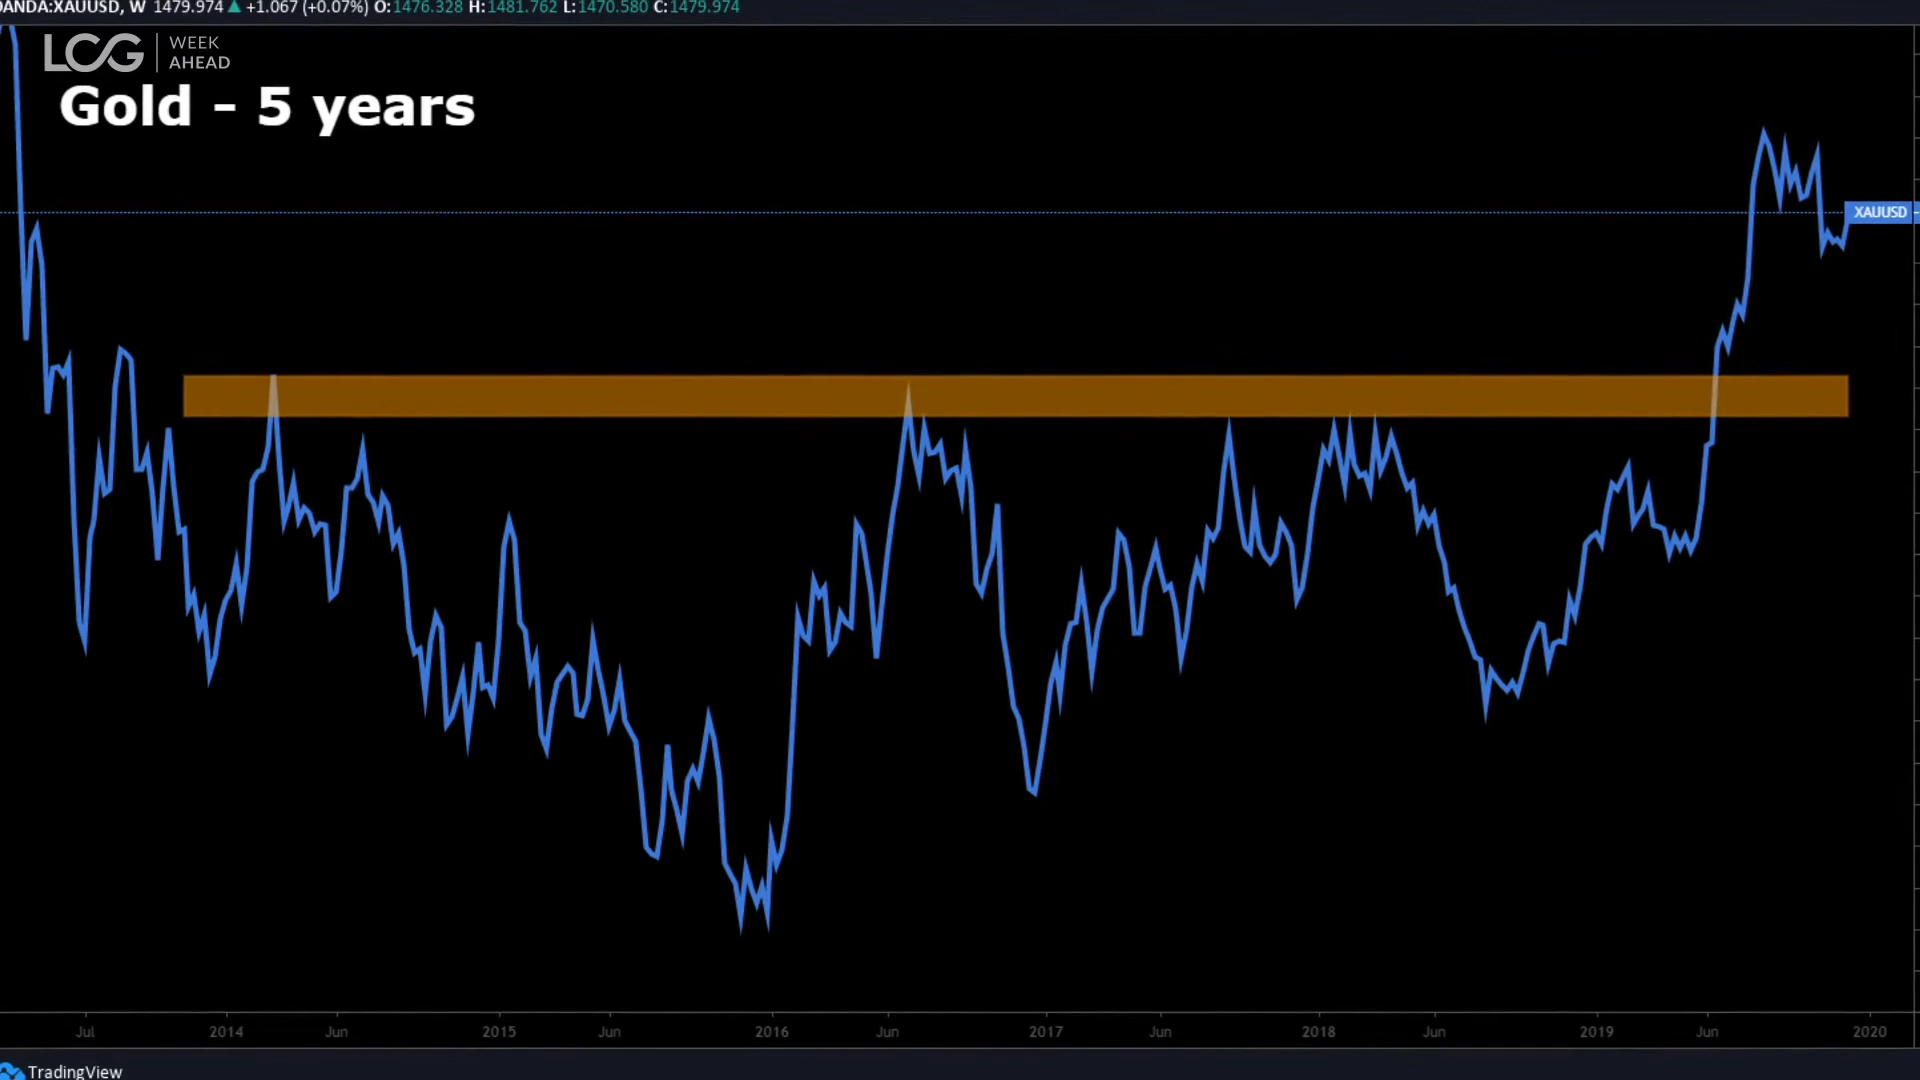 OANDA:XAUUSD, W 1479.974 ▲ +1.067 (+0.07%) O:1476.328 H:1481.762 L:1470.580 C:1479.974
LCG WEEK AHEAD
Gold - 5 years
XAUUSD
Jul 2014 Jun 2015 Jun 2016 Jun 2017 Jun 2018 Jun 2019 Jun 2020
TradingView